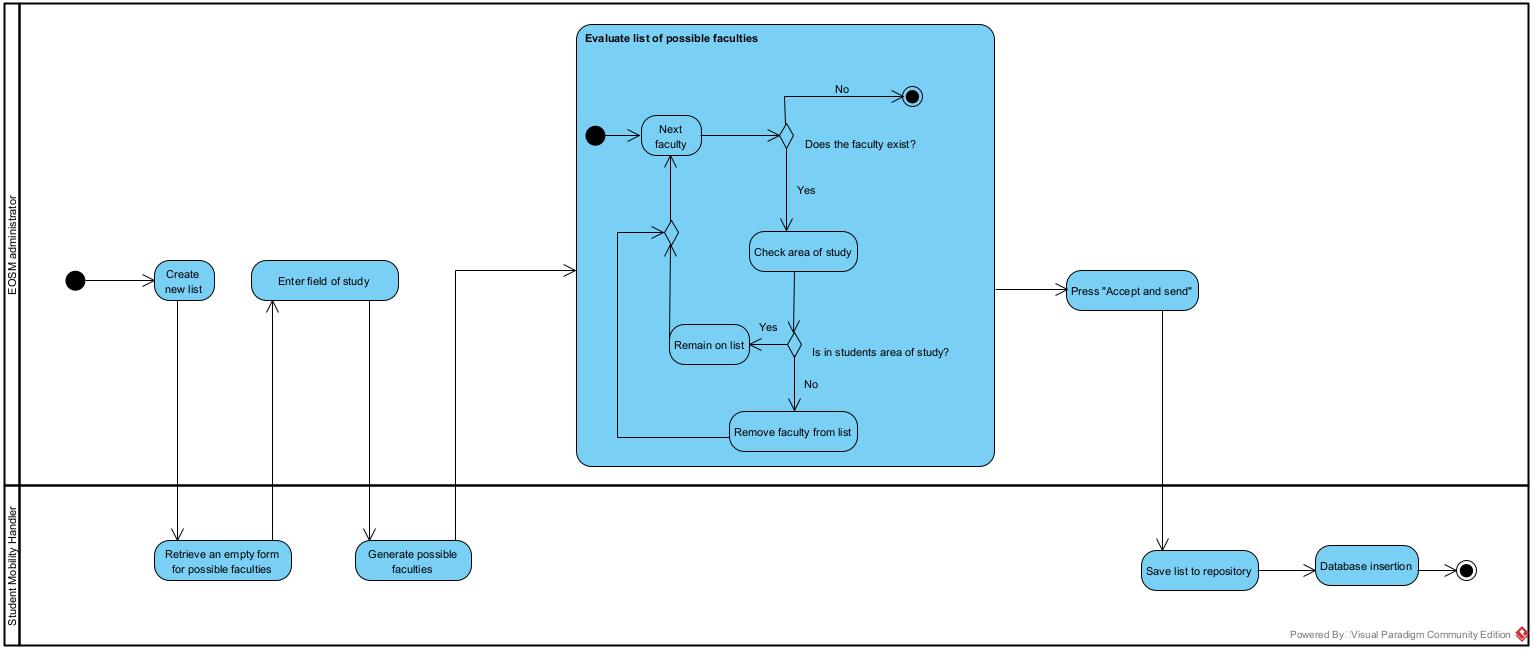 EOSM administrator
Create
new list
Enter field of study
Evaluate list of possible faculties
Next
faculty
No
Does the faculty exist?
Yes
Check area of study
Yes
Remain on list
Is in students area of study?
No
Remove faculty from list
Press "Accept and send"
Student Mobility Handler
Retrieve an empty form
for possible faculties
Generate possible
faculties
Save list to repository
Database insertion
Powered By Visual Paradigm Community Edition